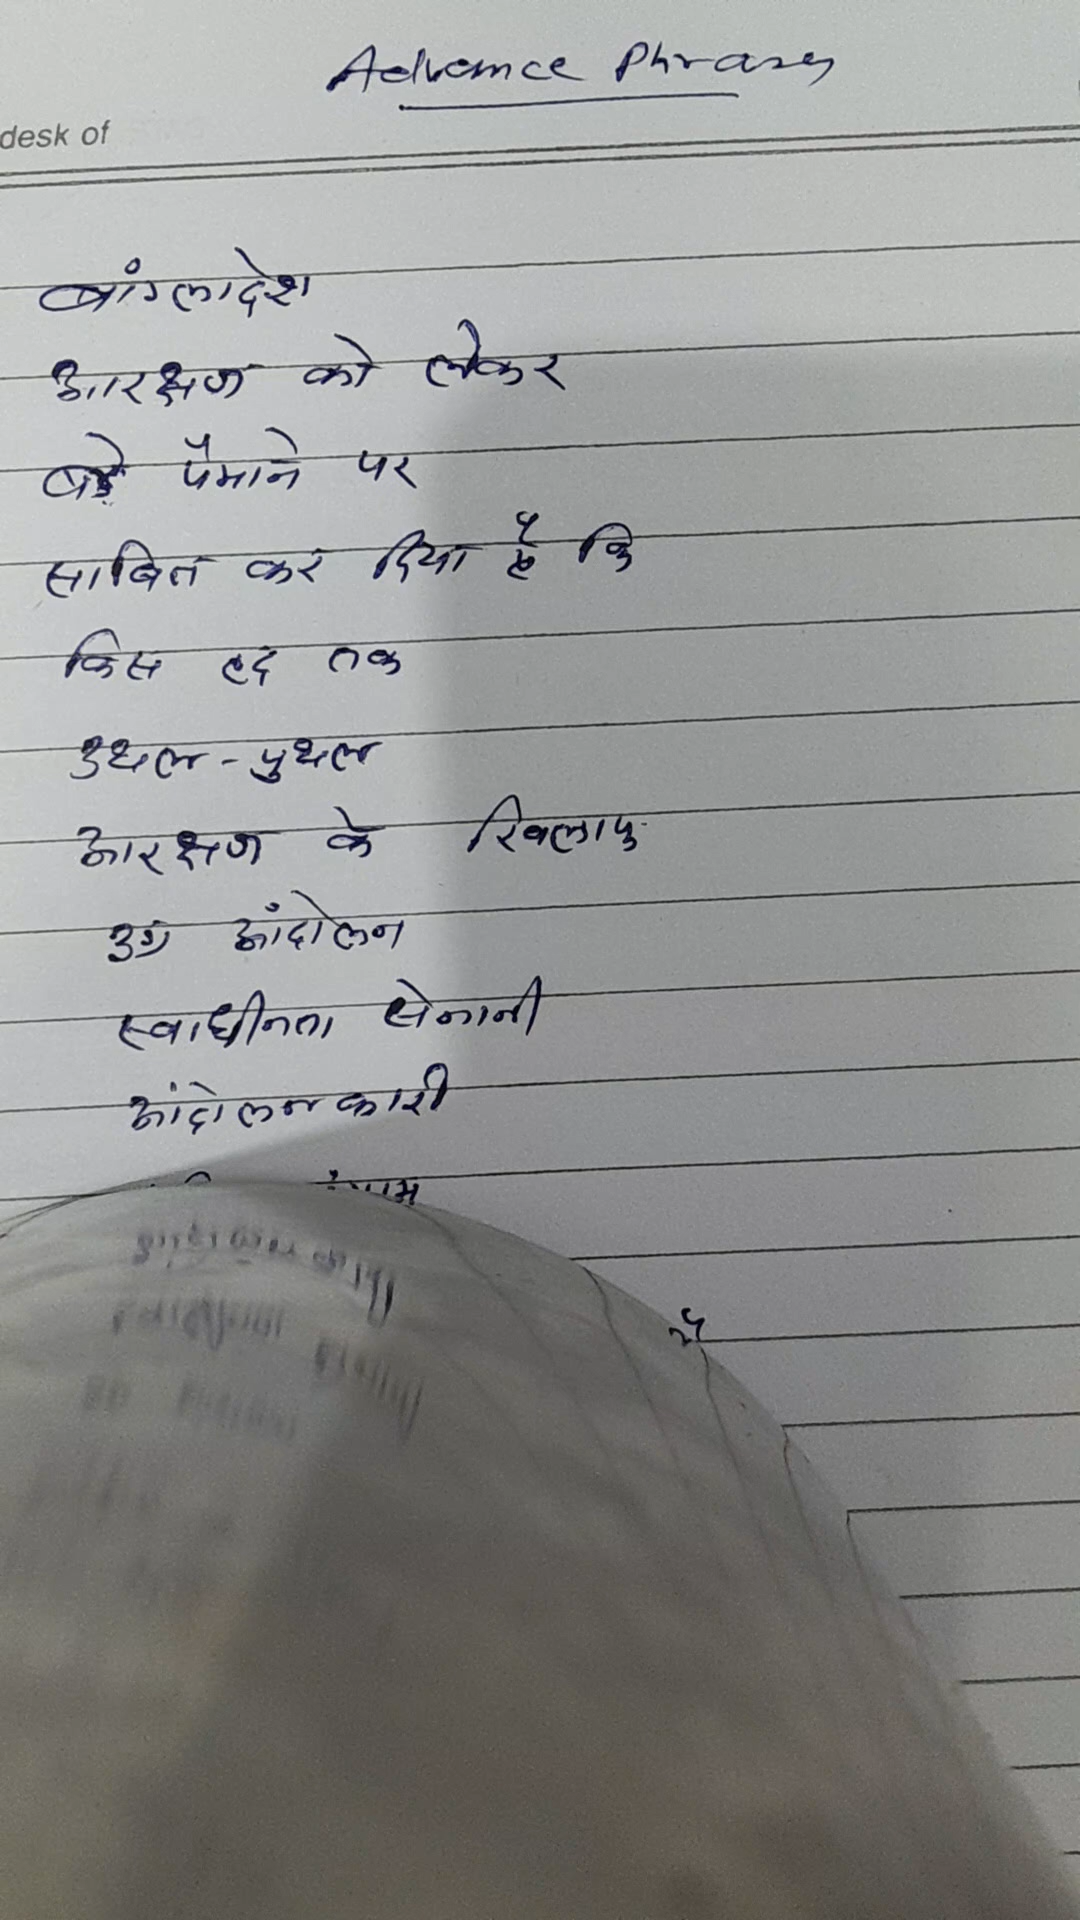 Advance Phrases
desk of
बांग्लादेश
आरक्षण को लेकर
बड़े पैमाने पर
साबित कर दिया है कि
किस हद तक
उथल-पुथल
आरक्षण के खिलाफ
उग्र आंदोलन
स्वाधीनता सेनानी
आंदोलनकारी
में